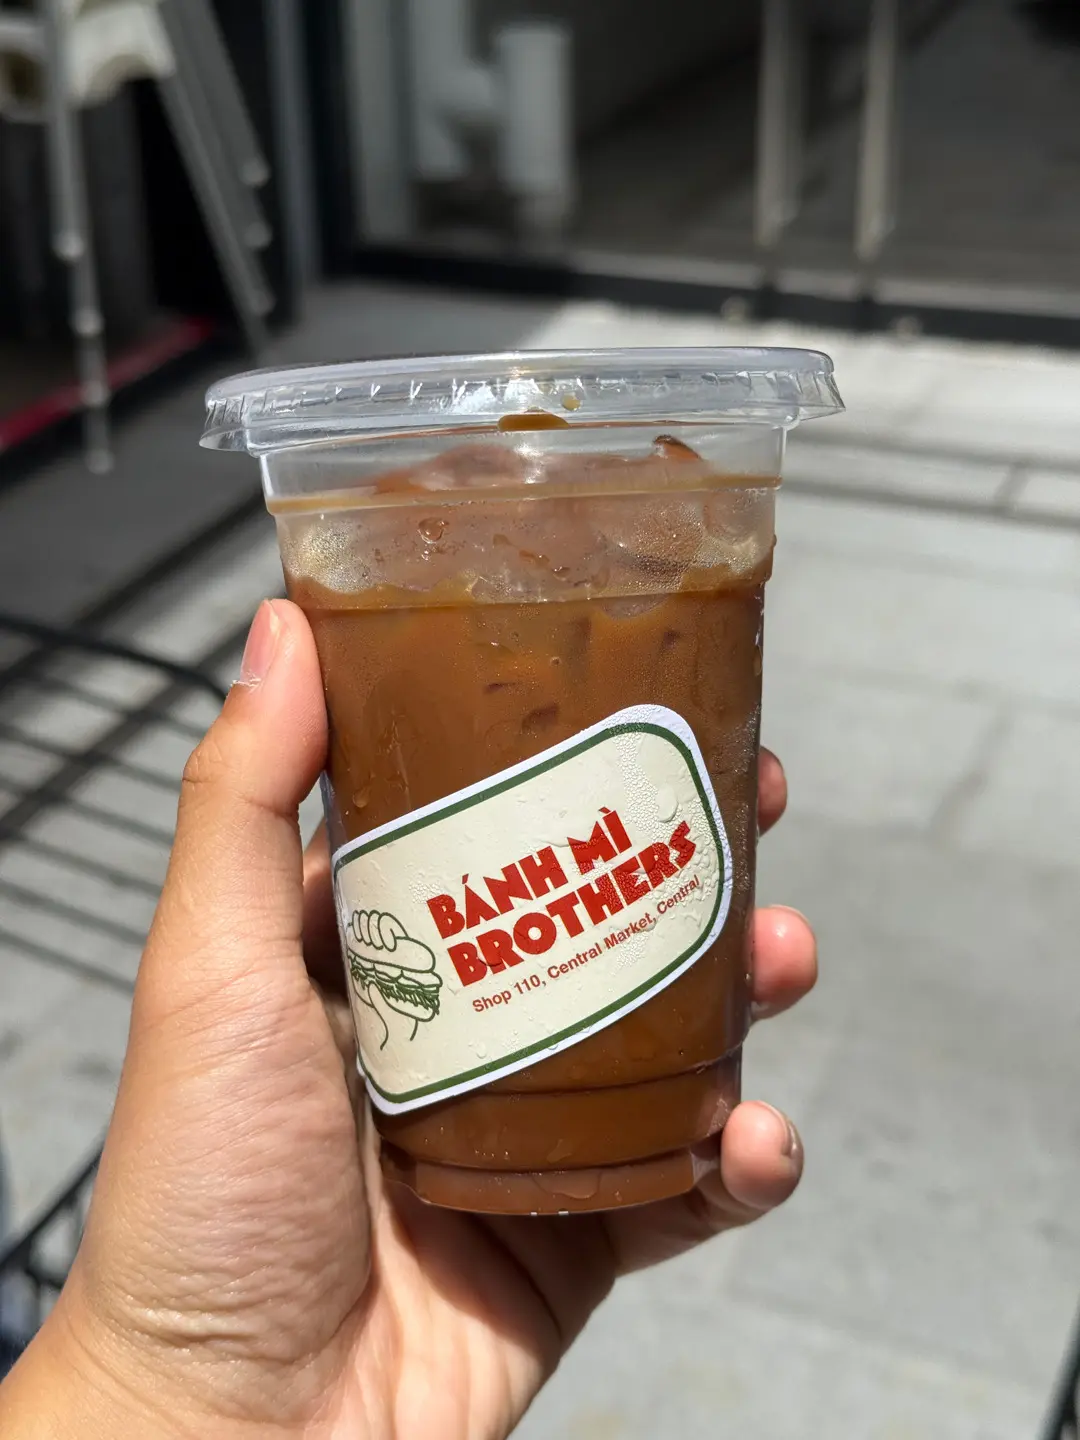 BÁNH MÌ
BROTHERS
Shop 110, Central Market, Central